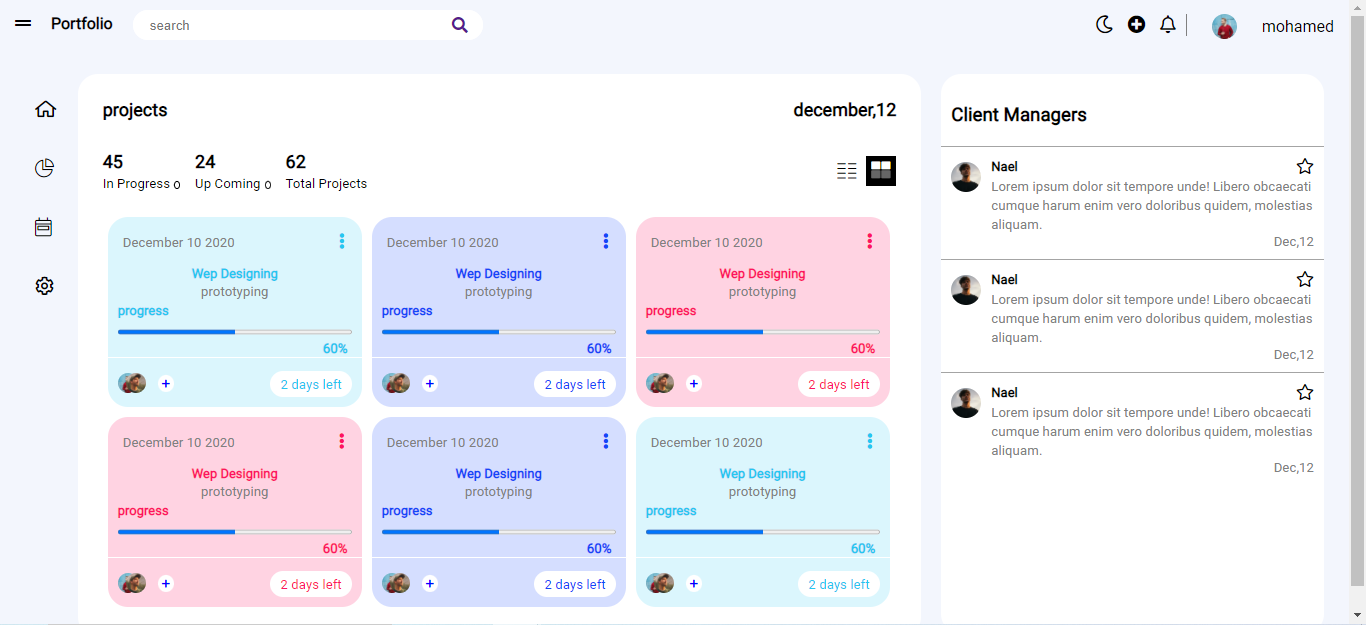 Portfolio
search
mohamed
projects
december,12
45
24
62
In Progress o
Up Coming o
Total Projects
December 10 2020
Wep Designing
prototyping
progress
60%
+
2 days left
December 10 2020
Wep Designing
prototyping
progress
60%
+
2 days left
December 10 2020
Wep Designing
prototyping
progress
60%
+
2 days left
December 10 2020
Wep Designing
prototyping
progress
60%
+
2 days left
December 10 2020
Wep Designing
prototyping
progress
60%
+
2 days left
December 10 2020
Wep Designing
prototyping
progress
60%
+
2 days left
Client Managers
Nael
Lorem ipsum dolor sit tempore unde! Libero obcaecati
cumque harum enim vero doloribus quidem, molestias
aliquam.
Dec,12
Nael
Lorem ipsum dolor sit tempore unde! Libero obcaecati
cumque harum enim vero doloribus quidem, molestias
aliquam.
Dec,12
Nael
Lorem ipsum dolor sit tempore unde! Libero obcaecati
cumque harum enim vero doloribus quidem, molestias
aliquam.
Dec,12